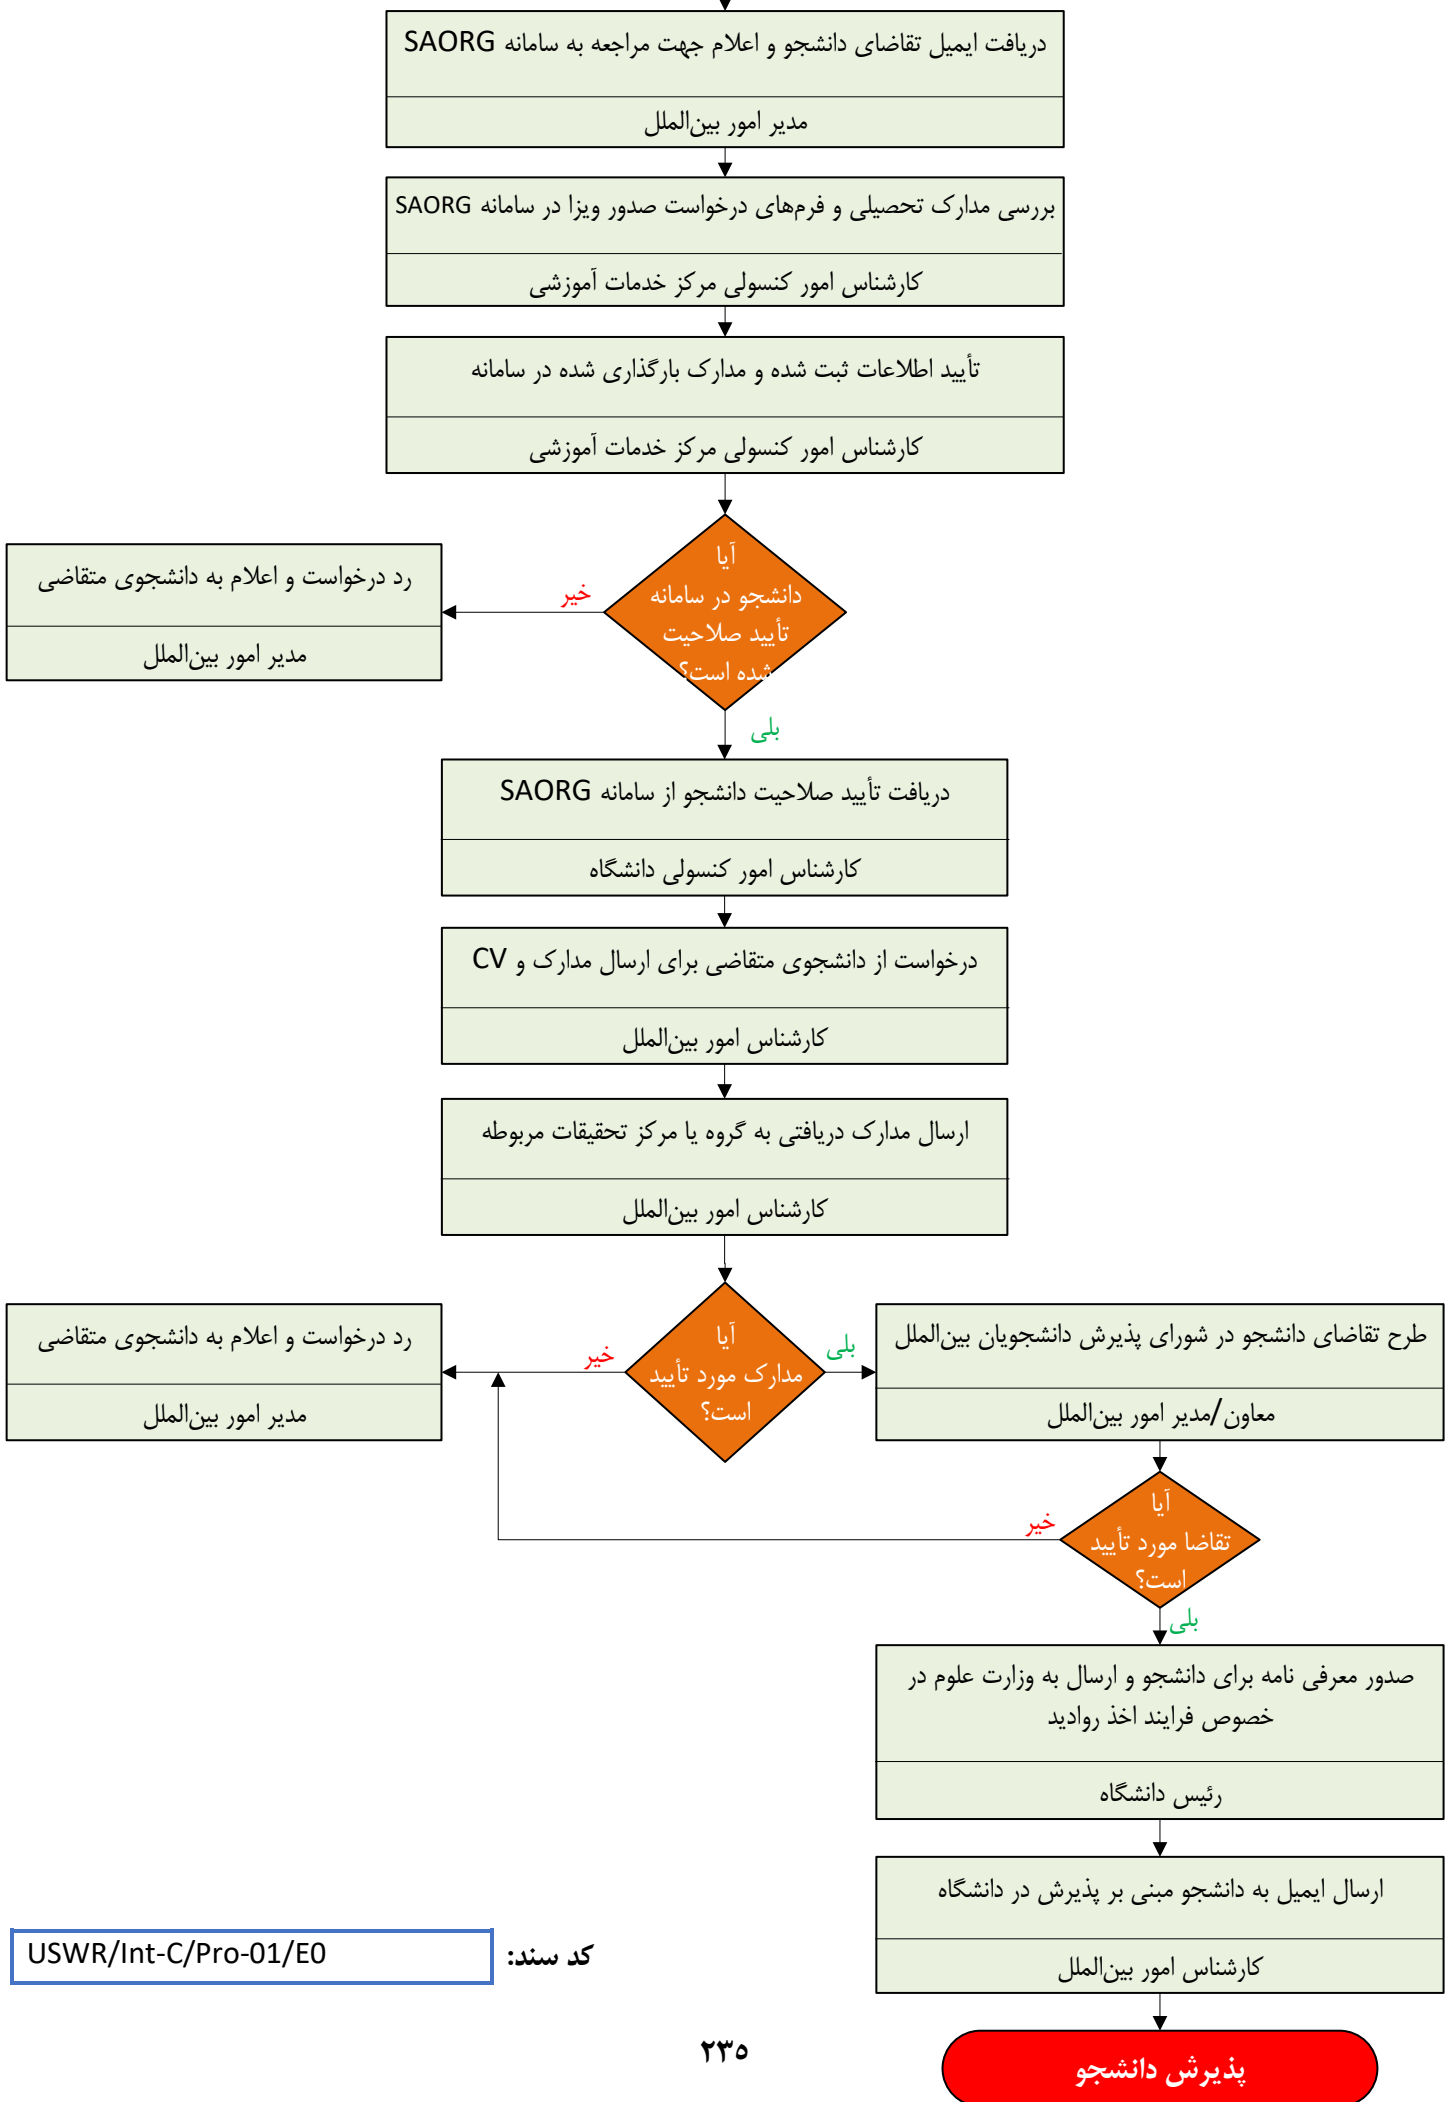 دریافت ایمیل تقاضای دانشجو و اعلام جهت مراجعه به سامانه SAORG
مدیر امور بین‌الملل
بررسی مدارک تحصیلی و فرم‌های درخواست صدور ویزا در سامانه SAORG
کارشناس امور کنسولی مرکز خدمات آموزشی
تأیید اطلاعات ثبت شده و مدارک بارگذاری شده در سامانه
کارشناس امور کنسولی مرکز خدمات آموزشی
آیا
دانشجو در سامانه
تأیید صلاحیت
شده است؟
خیر
رد درخواست و اعلام به دانشجوی متقاضی
مدیر امور بین‌الملل
بلی
دریافت تأیید صلاحیت دانشجو از سامانه SAORG
کارشناس امور کنسولی دانشگاه
درخواست از دانشجوی متقاضی برای ارسال مدارک و CV
کارشناس امور بین‌الملل
ارسال مدارک دریافتی به گروه یا مرکز تحقیقات مربوطه
کارشناس امور بین‌الملل
آیا
مدارک مورد تأیید
است؟
خیر
رد درخواست و اعلام به دانشجوی متقاضی
مدیر امور بین‌الملل
بلی
طرح تقاضای دانشجو در شورای پذیرش دانشجویان بین‌الملل
معاون/مدیر امور بین‌الملل
آیا
تقاضا مورد تأیید
است؟
خیر
بلی
صدور معرفی نامه برای دانشجو و ارسال به وزارت علوم در
خصوص فرایند اخذ روادید
رئیس دانشگاه
ارسال ایمیل به دانشجو مبنی بر پذیرش در دانشگاه
کارشناس امور بین‌الملل
پذیرش دانشجو
کد سند:
USWR/Int-C/Pro-01/E0
۲۳۵